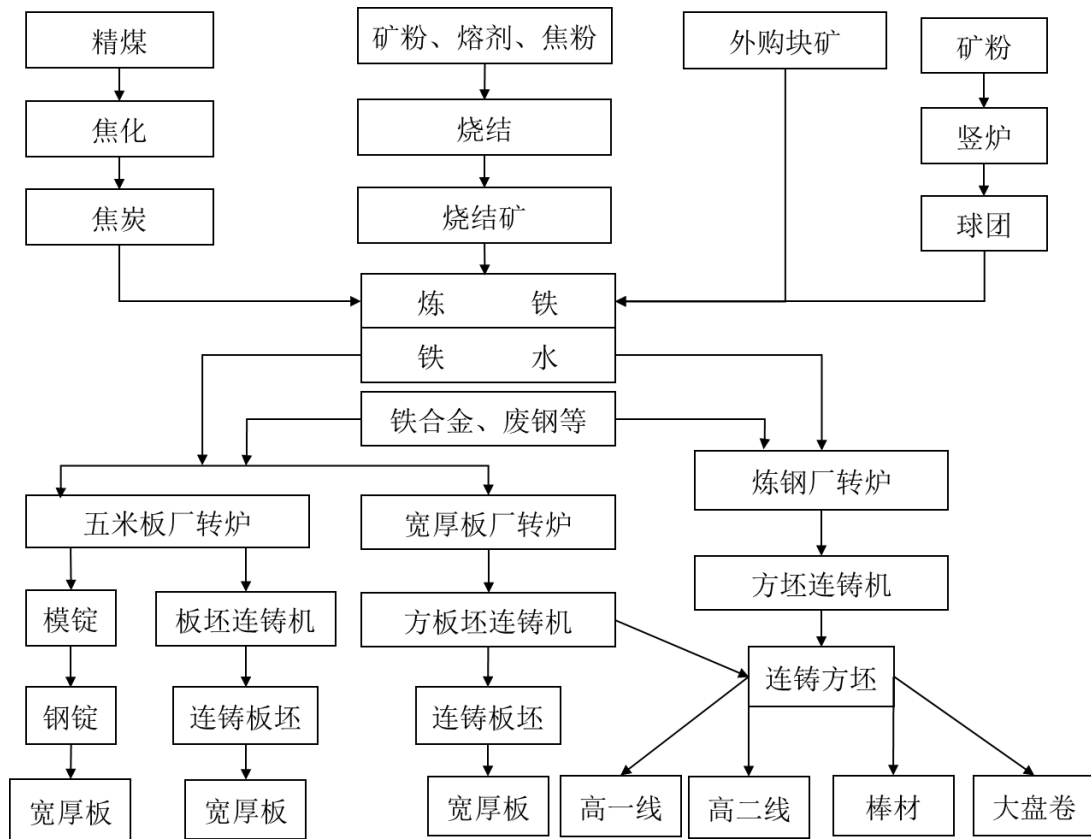 精煤
矿粉、熔剂、焦粉
外购块矿
矿粉
焦化
烧结
竖炉
焦炭
烧结矿
球团
炼 铁
铁 水
铁合金、废钢等
炼钢厂转炉
五米板厂转炉
宽厚板厂转炉
方坯连铸机
模锭
板坯连铸机
方板坯连铸机
连铸方坯
钢锭
连铸板坯
连铸板坯
宽厚板
宽厚板
宽厚板
高一线
高二线
棒材
大盘卷